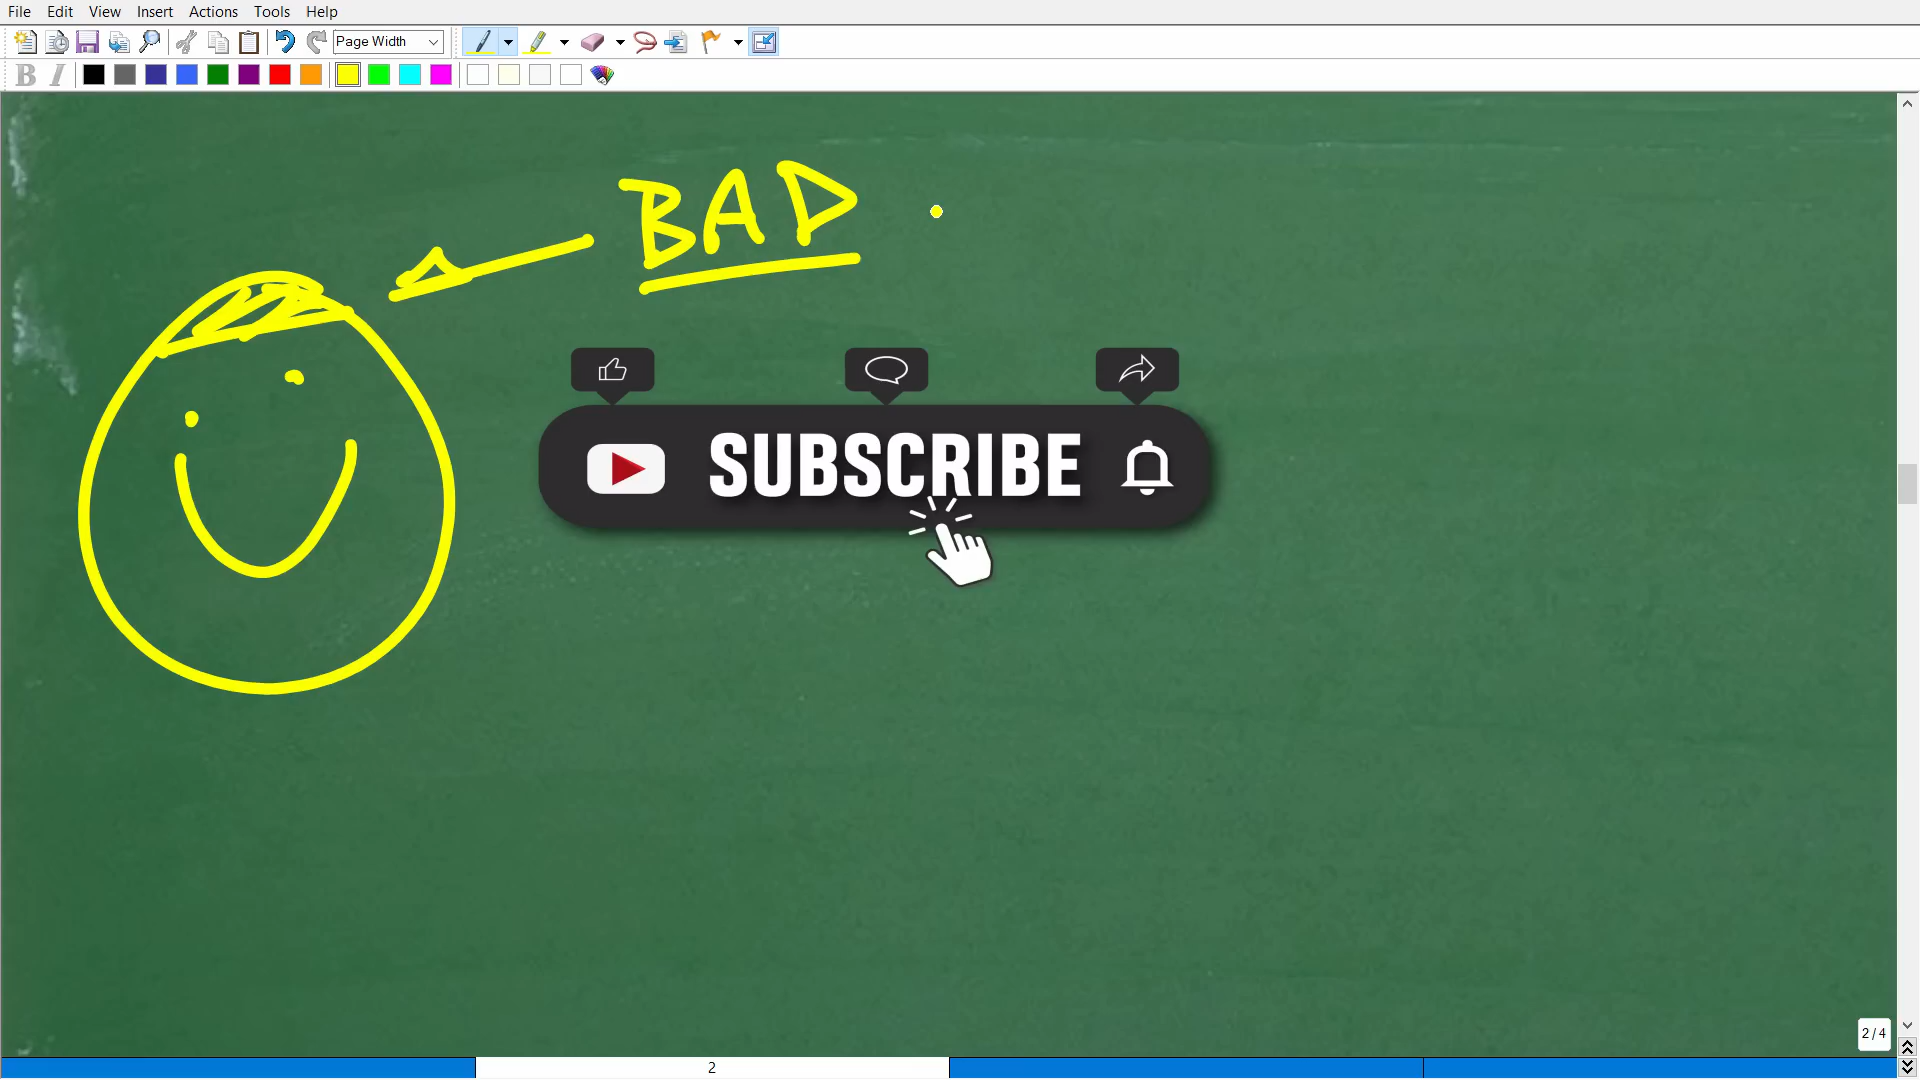 File Edit View Insert Actions Tools Help
Page Width
B I
BAD
SUBSCRIBE
2 / 4
2